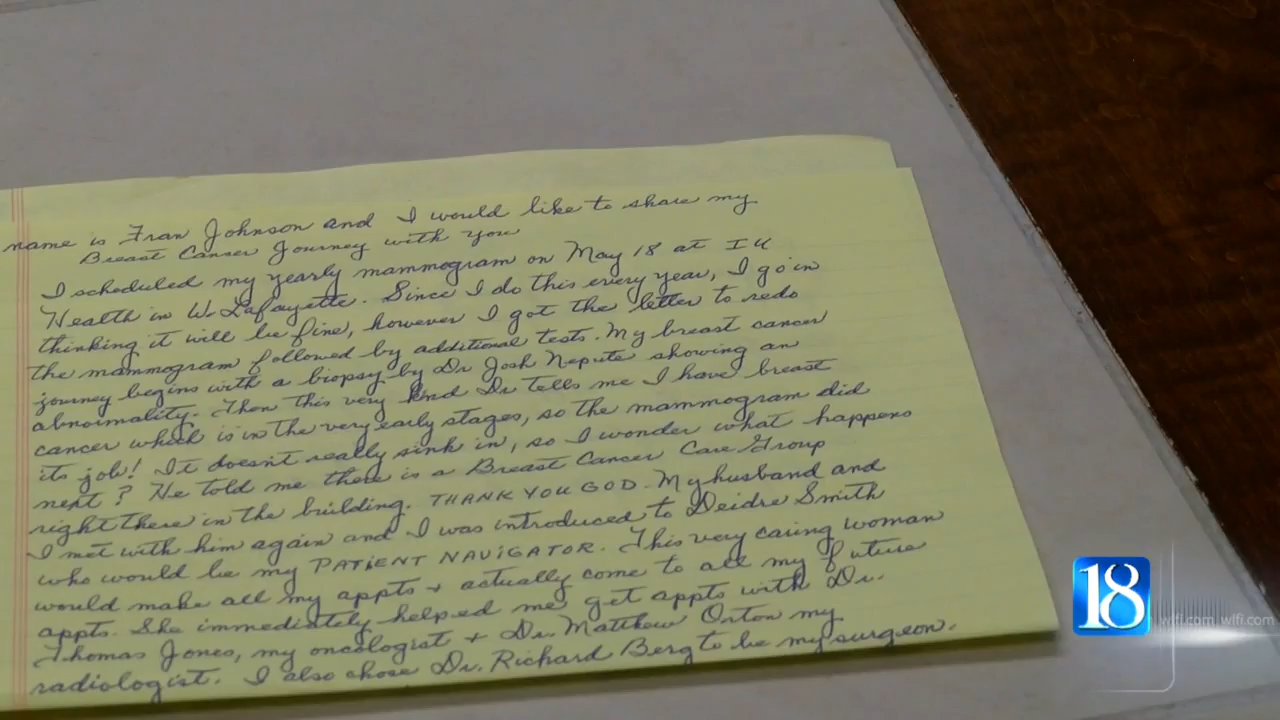 name is Fran Johnson and I would like to share my
Breast Cancer Journey with you
I scheduled my yearly mammogram on May 18 at IU
Health in W. Lafayette. Since I do this every year, I go in
thinking it will be fine, however I got the letter to redo
the mammogram followed by additional tests. My breast cancer
journey begins with a biopsy by Dr Josh Nepute showing an
abnormality. Then this very kind Dr tells me I have breast
cancer which is in the very early stages, so the mammogram did
its job! It doesn't really sink in, so I wonder what happens
next? He told me there is a Breast Cancer Care Group
right there in the building. THANK YOU GOD. My husband and
I met with him again and I was introduced to Deidre Smith
who would be my PATIENT NAVIGATOR. This very caring woman
would make all my appts + actually come to all my future
appts. She immediately helped me get appts with Dr.
Thomas Jones, my oncologist + Dr. Matthew Orton my
radiologist. I also chose Dr. Richard Berg to be my surgeon.
18
wlfi.com wlfi.com